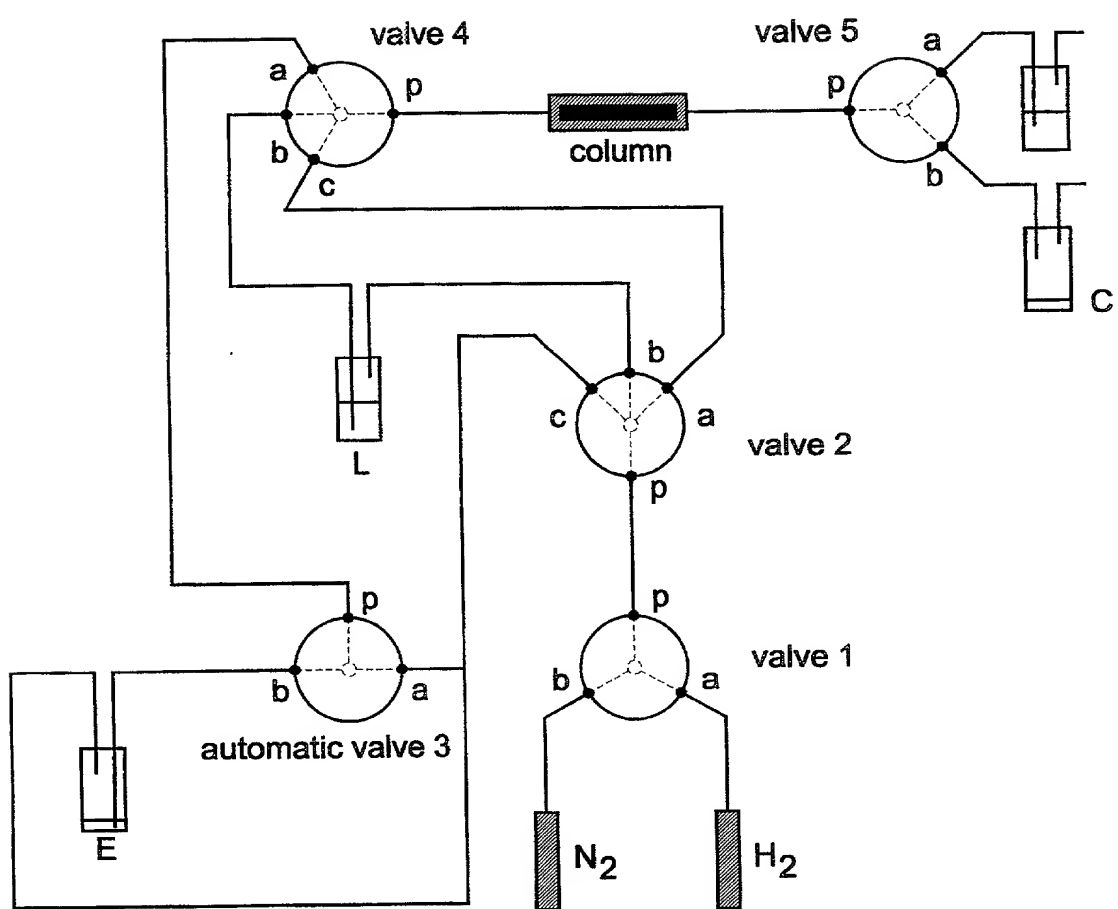 valve 4
valve 5
a
a
p
p
b
c
column
b
C
b
c
a
L
valve 2
p
p
p
valve 1
b
a
b
a
automatic valve 3
E
N2
H2